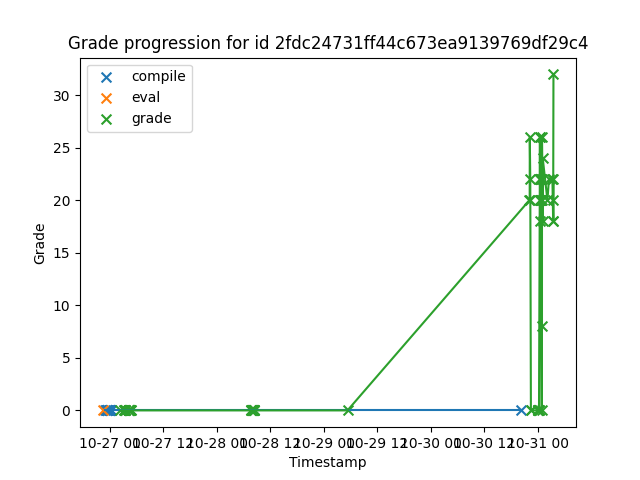 Grade progression for id 2fdc24731ff44c673ea9139769df29c4
compile
eval
grade
30
25
20
15
10
5
0
Grade
10-27 00 10-27 12 10-28 00 10-28 12 10-29 00 10-29 12 10-30 00 10-30 12 10-31 00
Timestamp